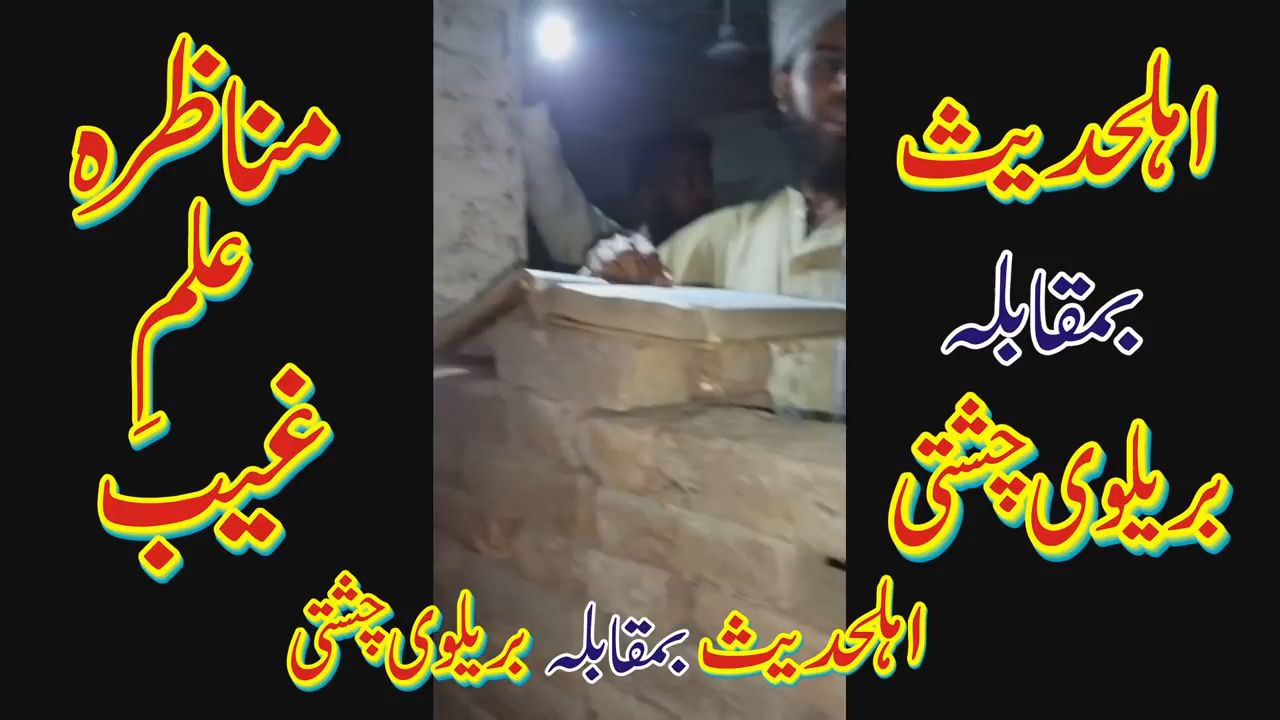 اہلحدیث
بمقابلہ
بریلوی چشتی
مناظرہ
علمِ
غیب
اہلحدیث بمقابلہ بریلوی چشتی